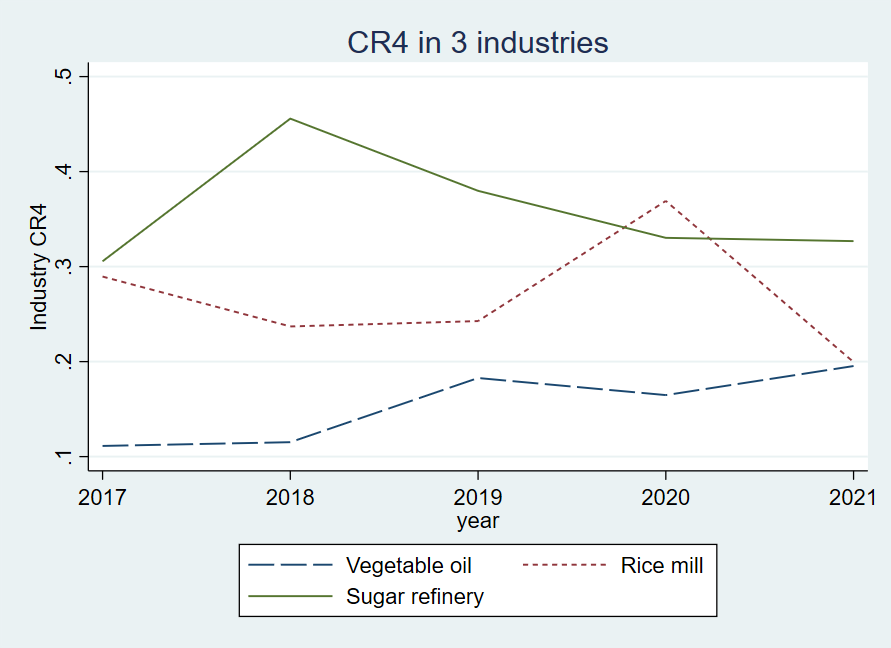 CR4 in 3 industries
Industry CR4
.5
.4
.3
.2
.1
2017 2018 2019 2020 2021
year
Vegetable oil Rice mill
Sugar refinery